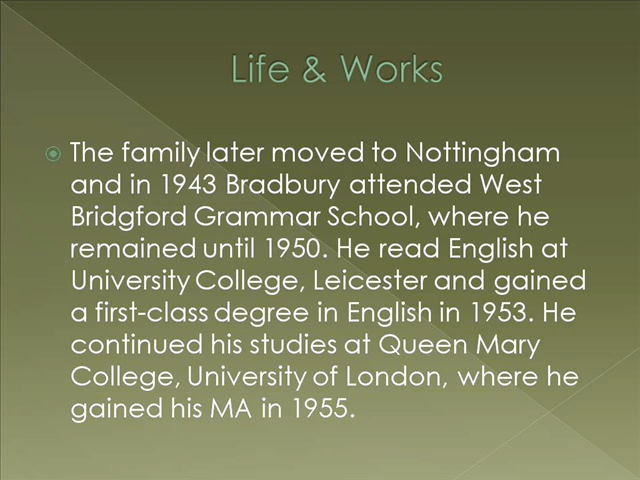 Life & Works
The family later moved to Nottingham
and in 1943 Bradbury attended West
Bridgford Grammar School, where he
remained until 1950. He read English at
University College, Leicester and gained
a first-class degree in English in 1953. He
continued his studies at Queen Mary
College, University of London, where he
gained his MA in 1955.